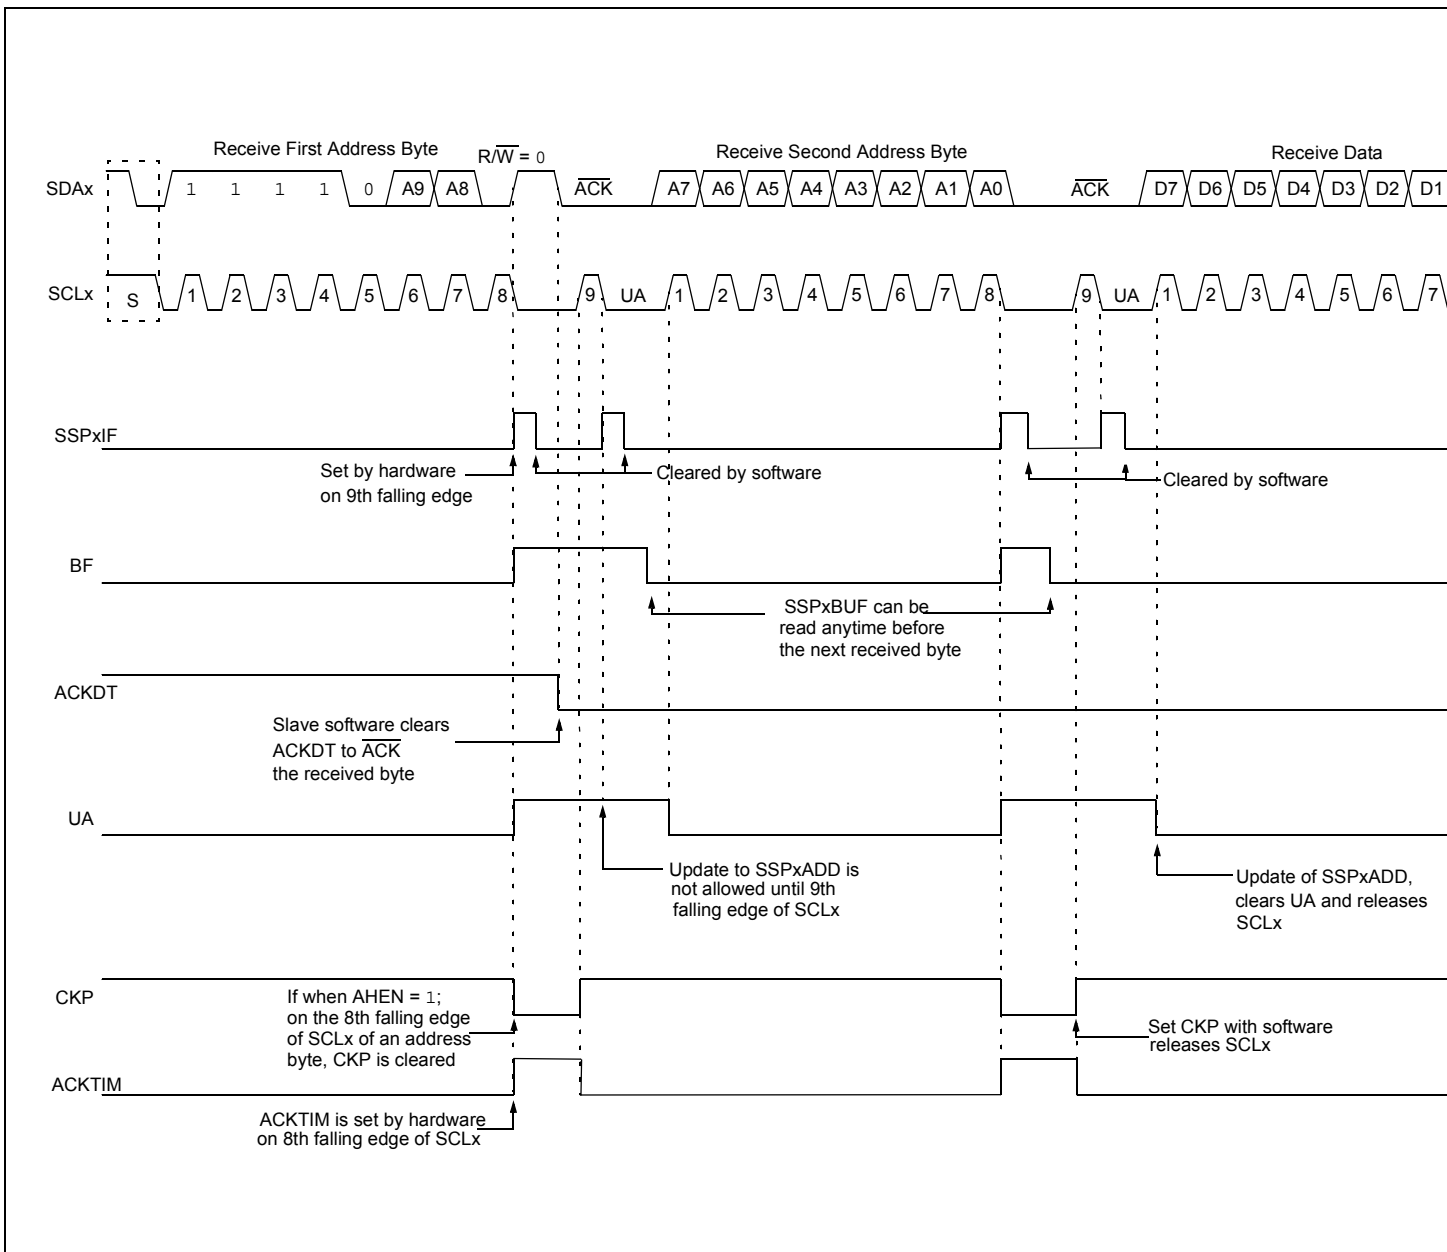 Receive First Address Byte
R/W = 0
Receive Second Address Byte
Receive Data
SDAx
1 1 1 1 0 A9 A8
ACK
A7 A6 A5 A4 A3 A2 A1 A0
ACK
D7 D6 D5 D4 D3 D2 D1
SCLx
S
1 2 3 4 5 6 7 8 9 UA 1 2 3 4 5 6 7 8 9 UA 1 2 3 4 5 6 7
SSPxIF
Set by hardware
on 9th falling edge
Cleared by software
Cleared by software
BF
SSPxBUF can be
read anytime before
the next received byte
ACKDT
Slave software clears
ACKDT to ACK
the received byte
UA
Update to SSPxADD is
not allowed until 9th
falling edge of SCLx
Update of SSPxADD,
clears UA and releases
SCLx
CKP
If when AHEN = 1;
on the 8th falling edge
of SCLx of an address
byte, CKP is cleared
Set CKP with software
releases SCLx
ACKTIM
ACKTIM is set by hardware
on 8th falling edge of SCLx